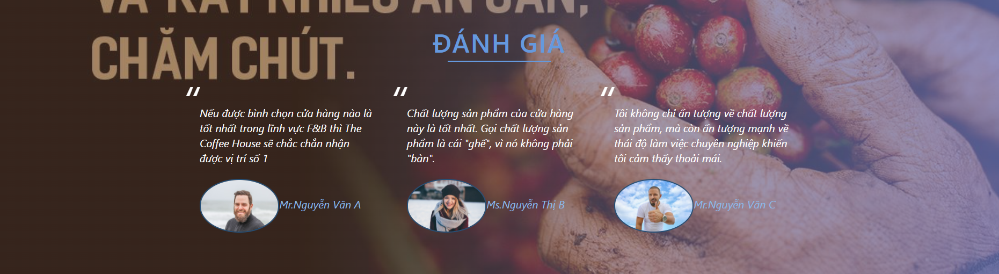 CHĂM CHÚT.
ĐÁNH GIÁ
"
Nếu được bình chọn cửa hàng nào là
tốt nhất trong lĩnh vực F&B thì The
Coffee House sẽ chắc chắn nhận
được vị trí số 1
Mr.Nguyễn Văn A
"
Chất lượng sản phẩm của cửa hàng
này là tốt nhất. Gọi chất lượng sản
phẩm là cái "ghế", vì nó không phải
"bàn".
Ms.Nguyễn Thị B
"
Tôi không chỉ ấn tượng về chất lượng
sản phẩm, mà còn ấn tượng mạnh về
thái độ làm việc chuyên nghiệp khiến
tôi cảm thấy thoải mái.
Mr.Nguyễn Văn C